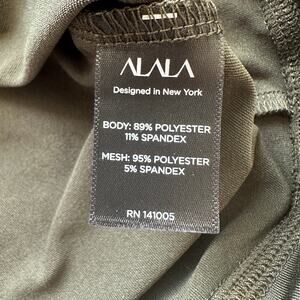 ALALA
Designed in New York
BODY: 89% POLYESTER
11% SPANDEX
MESH: 95% POLYESTER
5% SPANDEX
RN 141005